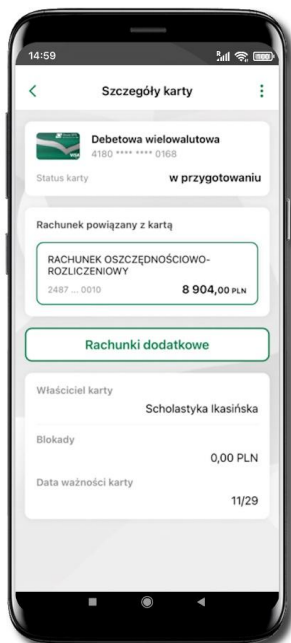 14:59
Szczegóły karty
Debetowa wielowalutowa
4180 **** **** 0168
Status karty
w przygotowaniu
Rachunek powiązany z kartą
RACHUNEK OSZCZĘDNOŚCIOWO-
ROZLICZENIOWY
2487 ... 0010 8 904,00 PLN
Rachunki dodatkowe
Właściciel karty
Scholastyka Ikasińska
Blokady
0,00 PLN
Data ważności karty
11/29